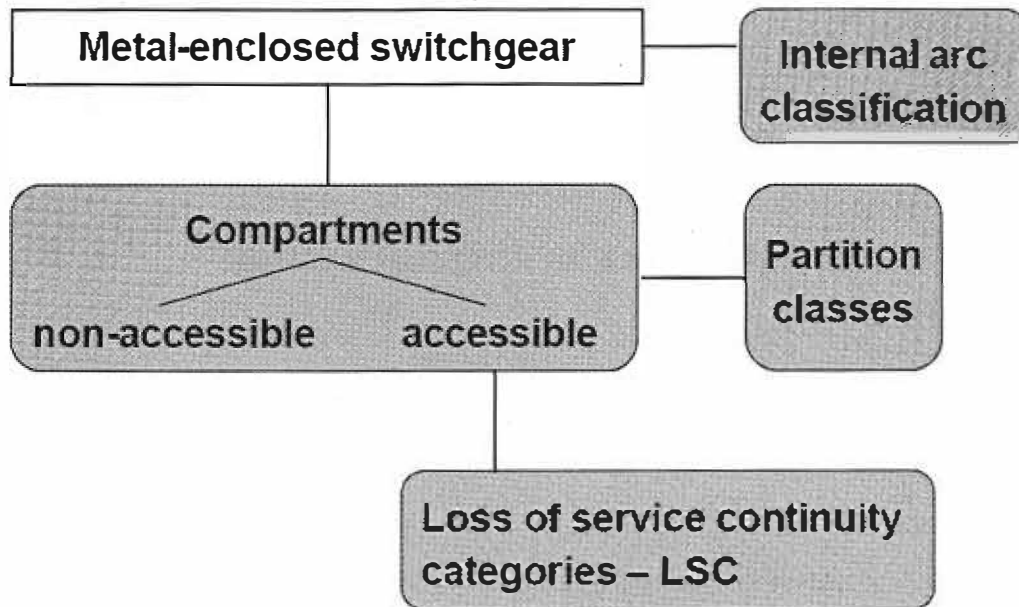 Metal-enclosed switchgear
Internal arc
classification
Compartments
non-accessible
accessible
Partition
classes
Loss of service continuity
categories – LSC